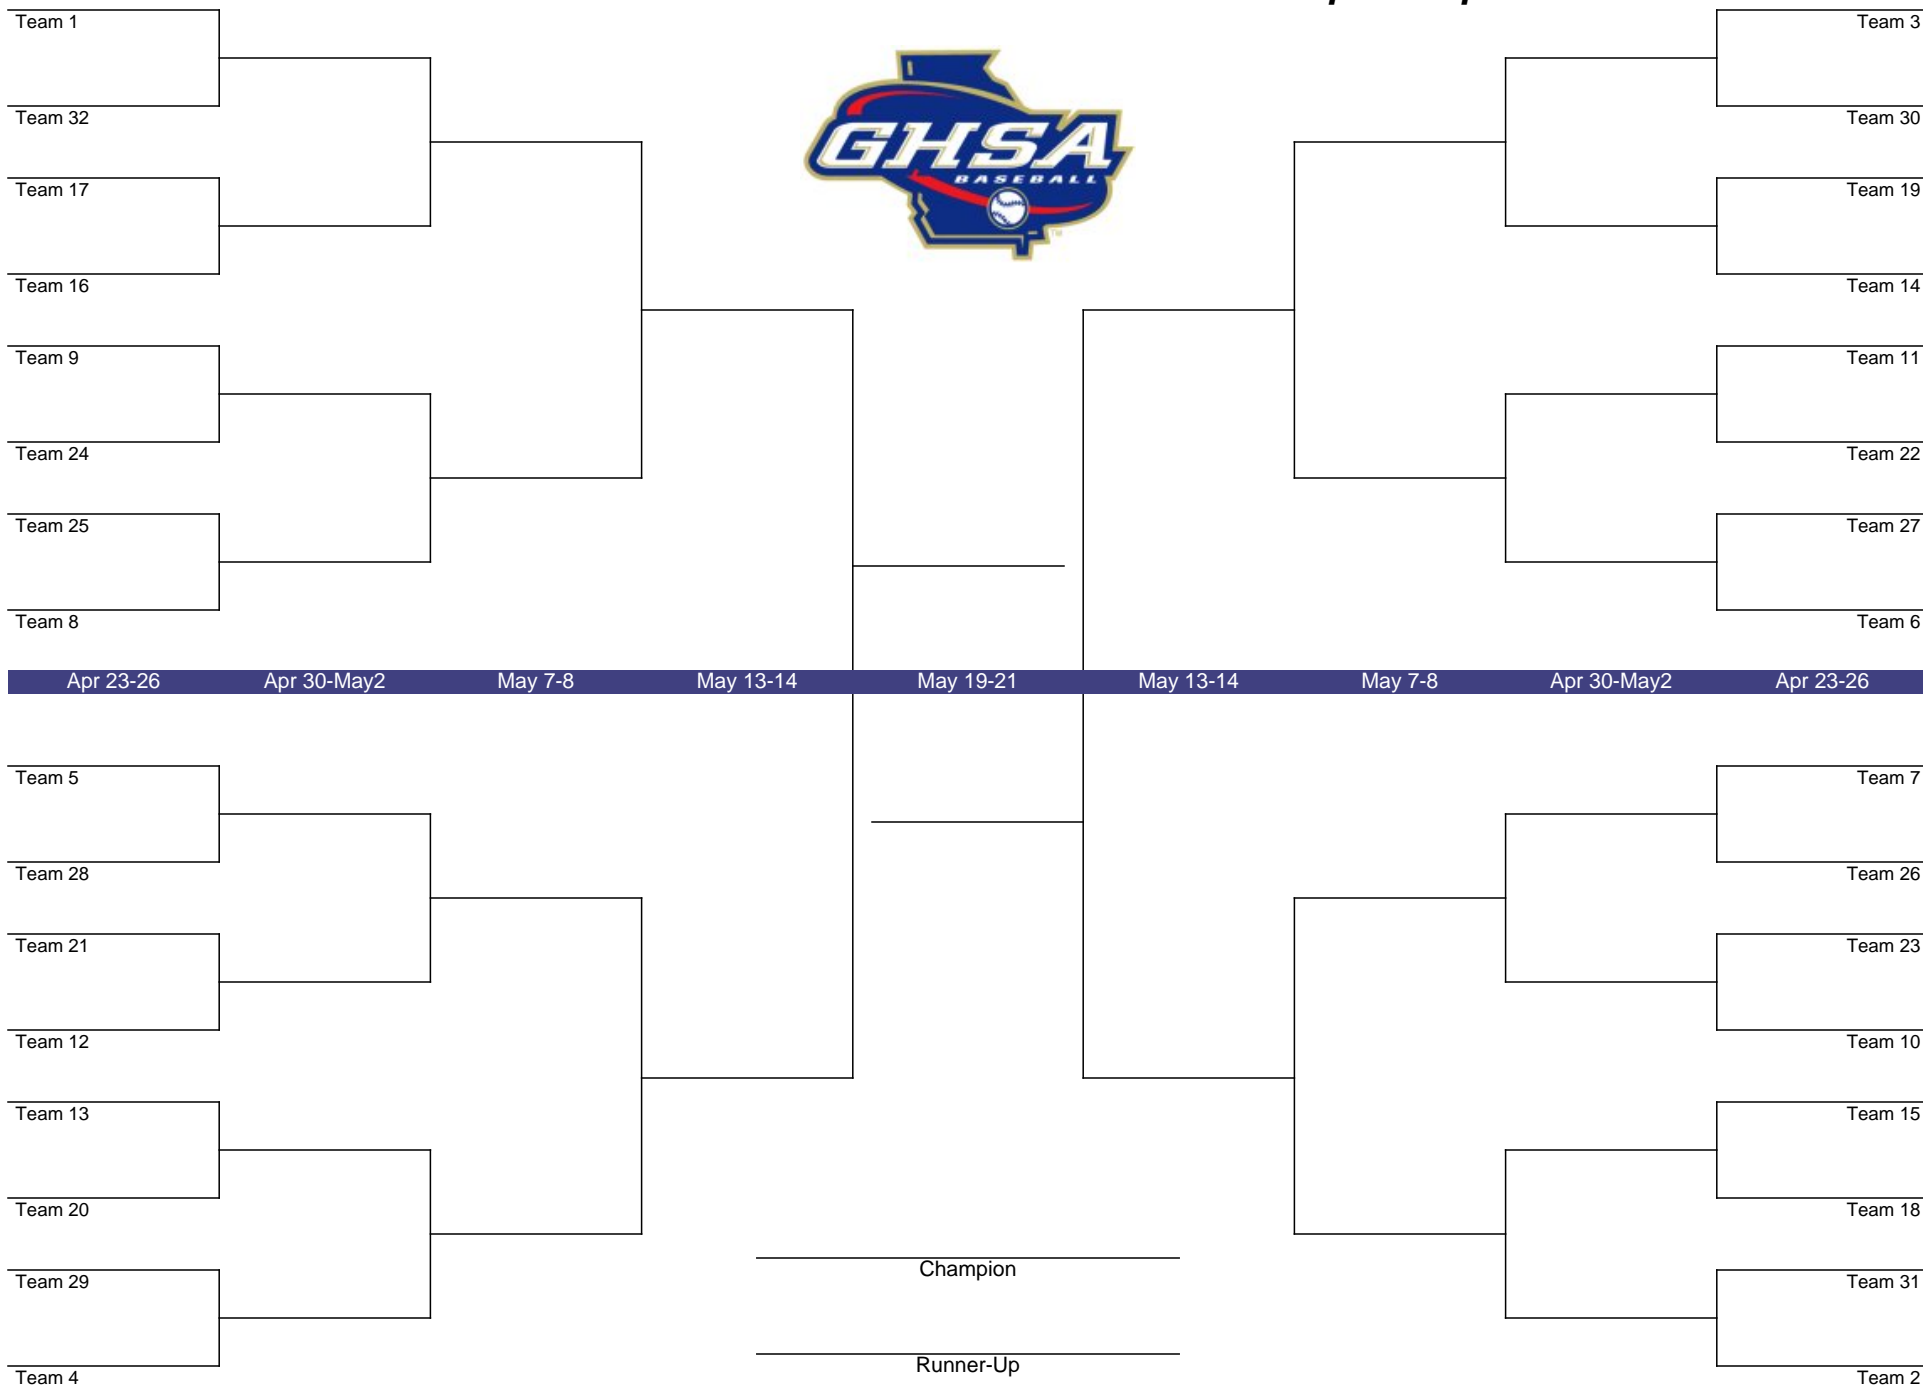 Team 1
Team 3
Team 32
Team 30
GHSA
BASEBALL
TM
Team 17
Team 19
Team 16
Team 14
Team 9
Team 11
Team 24
Team 22
Team 25
Team 27
Team 8
Team 6
Apr 23-26 Apr 30-May2 May 7-8 May 13-14 May 19-21 May 13-14 May 7-8 Apr 30-May2 Apr 23-26
Team 5
Team 7
Team 28
Team 26
Team 21
Team 23
Team 12
Team 10
Team 13
Team 15
Team 20
Team 18
Champion
Team 29
Team 31
Runner-Up
Team 4
Team 2